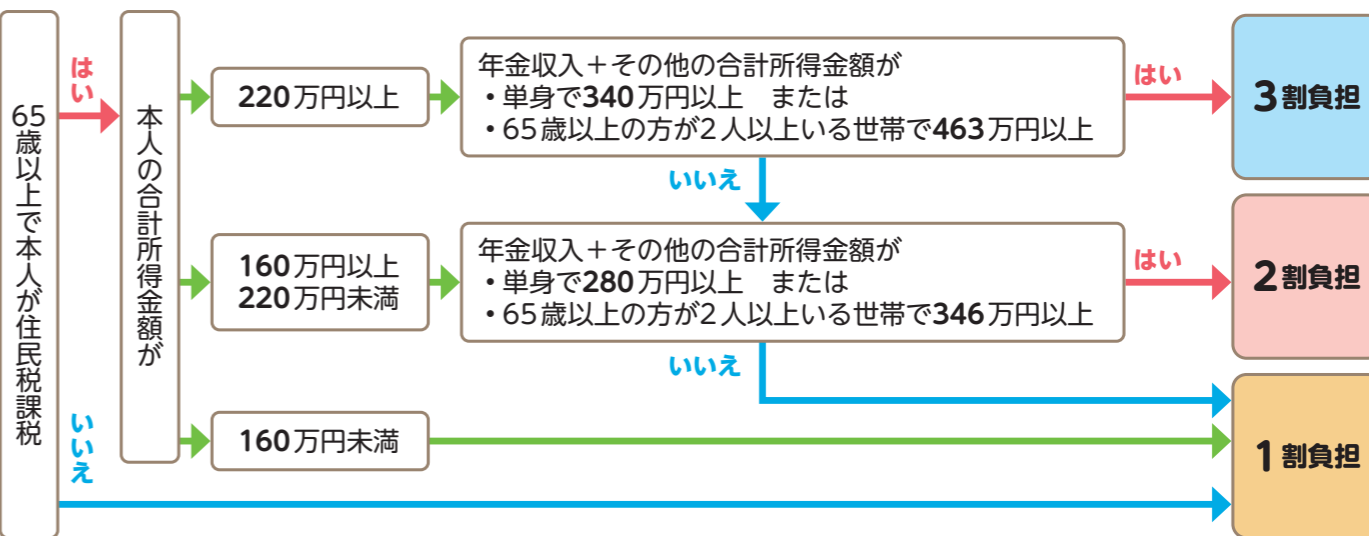 65歳以上で本人が住民税課税
はい
いいえ
本人の合計所得金額が
220万円以上
年金収入+その他の合計所得金額が
・単身で340万円以上　または
・65歳以上の方が2人以上いる世帯で463万円以上
はい
3割負担
いいえ
160万円以上
220万円未満
年金収入+その他の合計所得金額が
・単身で280万円以上　または
・65歳以上の方が2人以上いる世帯で346万円以上
はい
2割負担
いいえ
160万円未満
1割負担